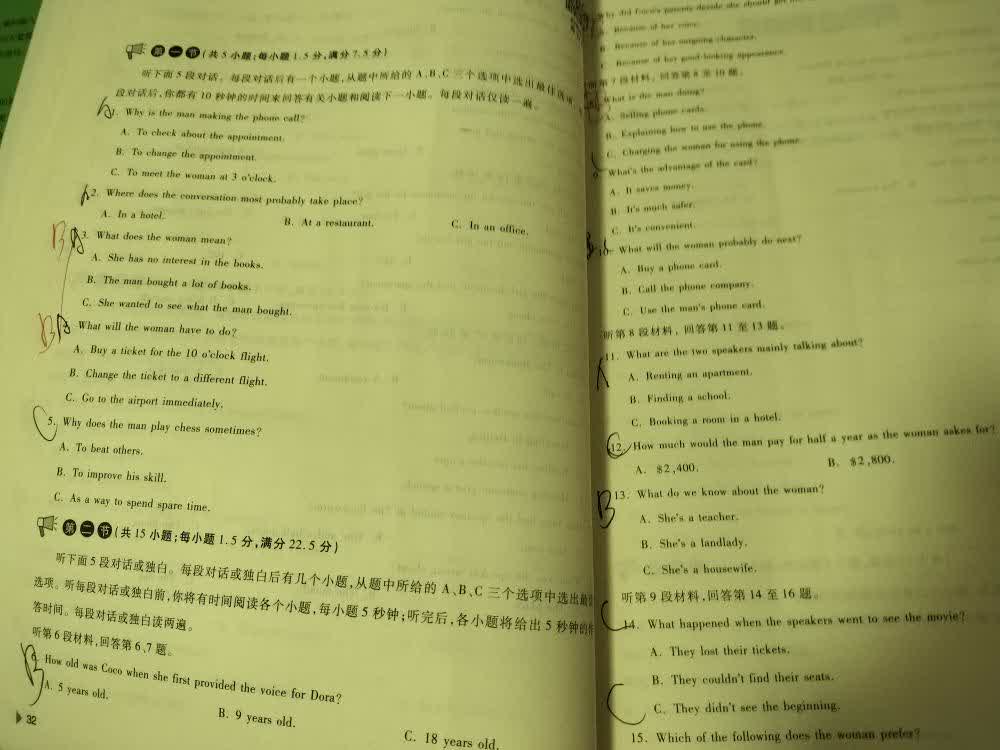 第一节(共5小题;每小题1.5分,满分7.5分)
听下面5段对话。每段对话后有一个小题,从题中所给的A、B、C三个选项中选出最佳选项。
段对话后,你都有10秒钟的时间来回答有关小题和阅读下一小题。每段对话仅读一遍。
A
1. Why is the man making the phone call?
A. To check about the appointment.
B. To change the appointment.
C. To meet the woman at 3 o'clock.
A
2. Where does the conversation most probably take place?
A. In a hotel.
B. At a restaurant.
C. In an office.
B
3. What does the woman mean?
A. She has no interest in the books.
B. The man bought a lot of books.
C. She wanted to see what the man bought.
B
What will the woman have to do?
A. Buy a ticket for the 10 o'clock flight.
B. Change the ticket to a different flight.
C. Go to the airport immediately.
C
5. Why does the man play chess sometimes?
A. To beat others.
B. To improve his skill.
C. As a way to spend spare time.
第二节(共15小题;每小题1.5分,满分22.5分)
听下面5段对话或独白。每段对话或独白后有几个小题,从题中所给的A、B、C三个选项中选出最
选项。听每段对话或独白前,你将有时间阅读各个小题,每小题5秒钟;听完后,各小题将给出5秒钟的
答时间。每段对话或独白读两遍。
听第6段材料,回答第6、7题。
B
How old was Coco when she first provided the voice for Dora?
A. 5 years old.
B. 9 years old.
C. 18 years old.
32
Why did Coco's parents decide she should get
Because of her voice.
B. Because of her outgoing character.
Because of her good-looking appearance.
第7段材料,回答第8至10题。
What is the man doing?
A. Selling phone cards.
B. Explaining how to use the phone.
C. Charging the woman for using the phone.
What's the advantage of the card?
A. It saves money.
B. It's much safer.
C. It's convenient.
10. What will the woman probably do next?
A. Buy a phone card.
B. Call the phone company.
C. Use the man's phone card.
听第8段材料,回答第11至13题。
11. What are the two speakers mainly talking about?
A
A. Renting an apartment.
B. Finding a school.
C. Booking a room in a hotel.
C
12. How much would the man pay for half a year as the woman askes for?
A. $2,400.
B. $2,800.
B
13. What do we know about the woman?
A. She's a teacher.
B. She's a landlady.
C. She's a housewife.
听第9段材料,回答第14至16题。
C
14. What happened when the speakers went to see the movie?
A. They lost their tickets.
B. They couldn't find their seats.
C. They didn't see the beginning.
C
15. Which of the following does the woman prefer?